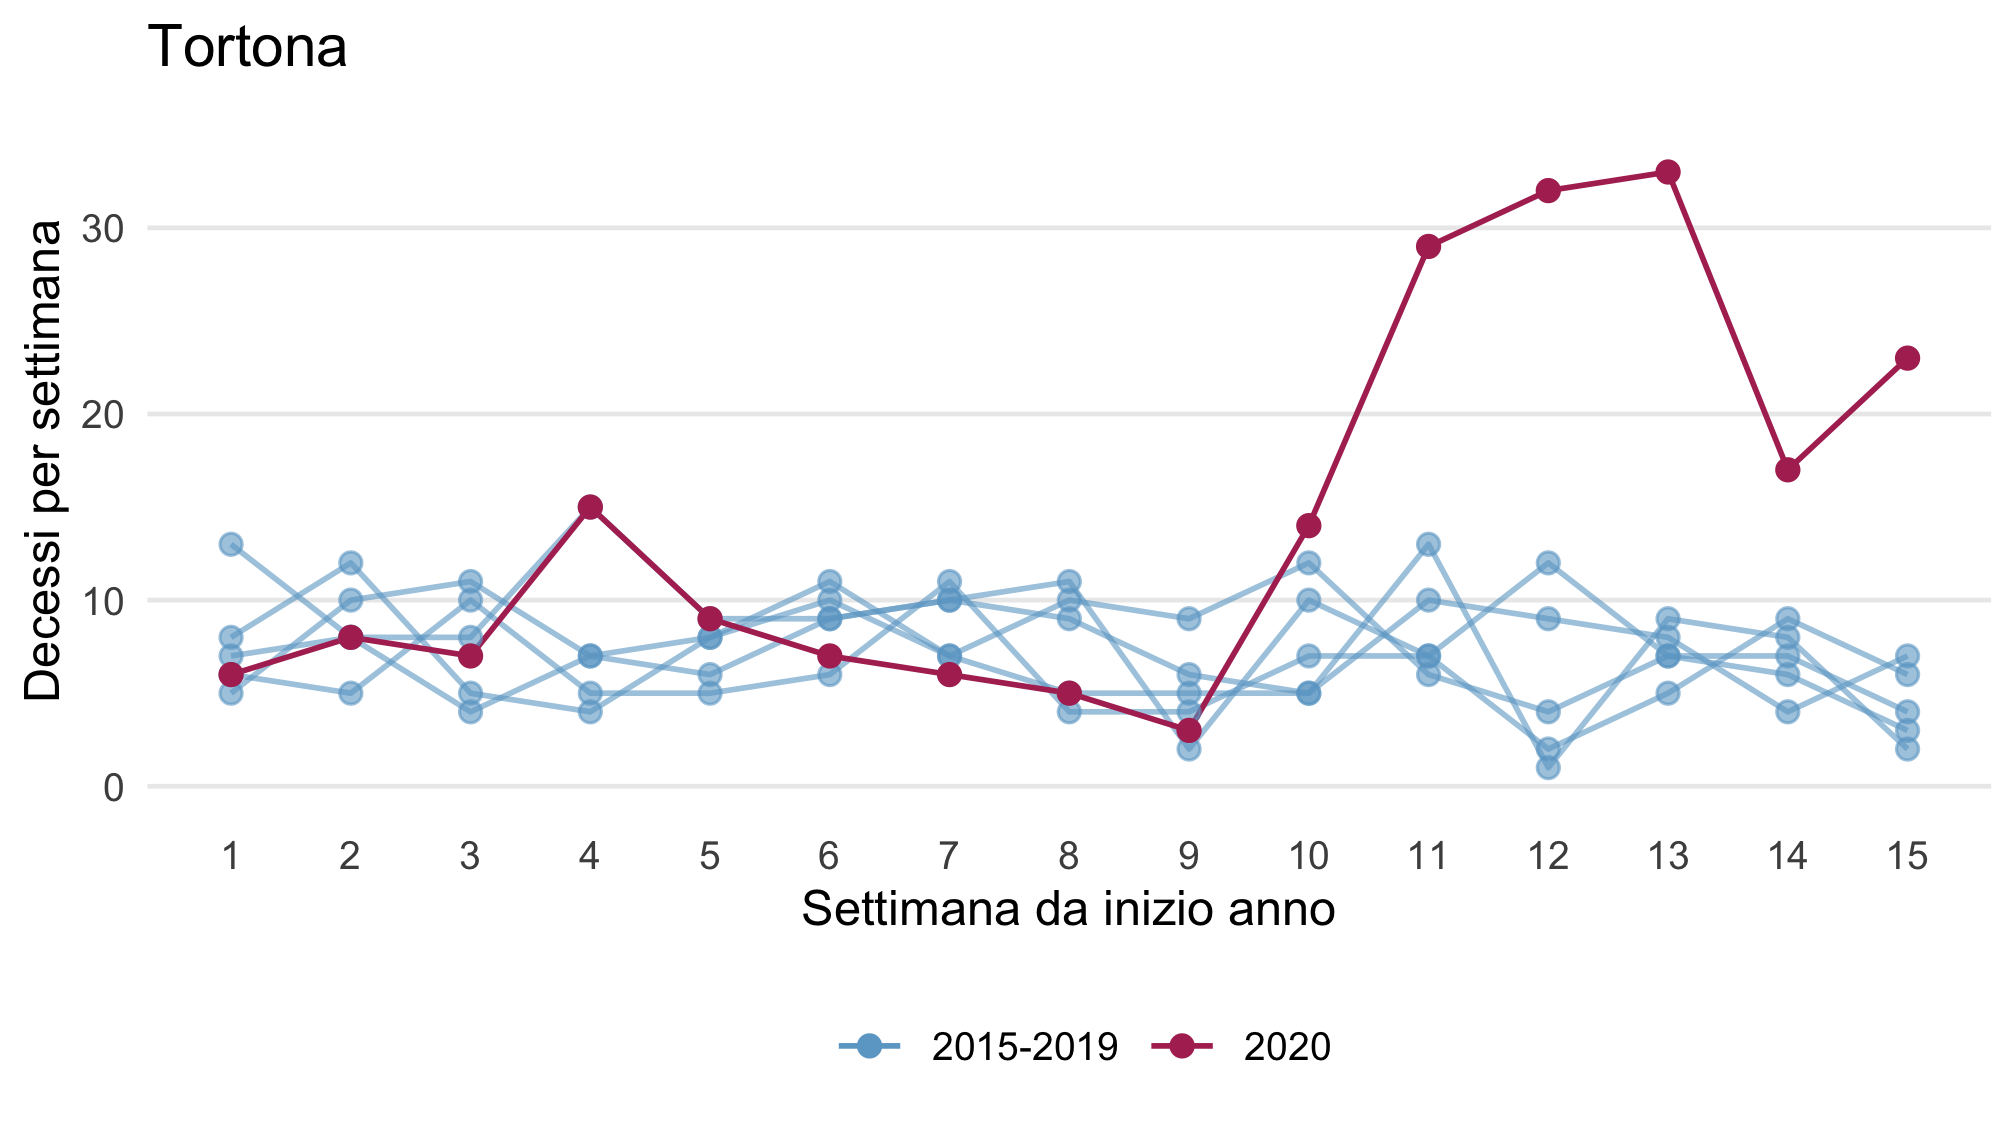 Tortona
Decessi per settimana
30
20
10
0
1 2 3 4 5 6 7 8 9 10 11 12 13 14 15
Settimana da inizio anno
2015-2019 2020